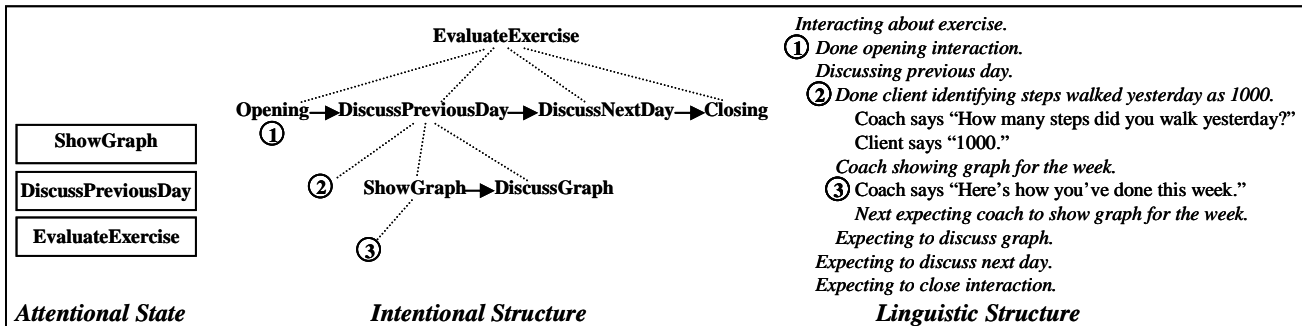 ShowGraph
DiscussPreviousDay
EvaluateExercise
Attentional State
EvaluateExercise
Opening DiscussPreviousDay DiscussNextDay Closing
1
2 ShowGraph DiscussGraph
3
Intentional Structure
Interacting about exercise.
1 Done opening interaction.
Discussing previous day.
2 Done client identifying steps walked yesterday as 1000.
Coach says “How many steps did you walk yesterday?”
Client says “1000.”
Coach showing graph for the week.
3 Coach says “Here’s how you’ve done this week.”
Next expecting coach to show graph for the week.
Expecting to discuss graph.
Expecting to discuss next day.
Expecting to close interaction.
Linguistic Structure